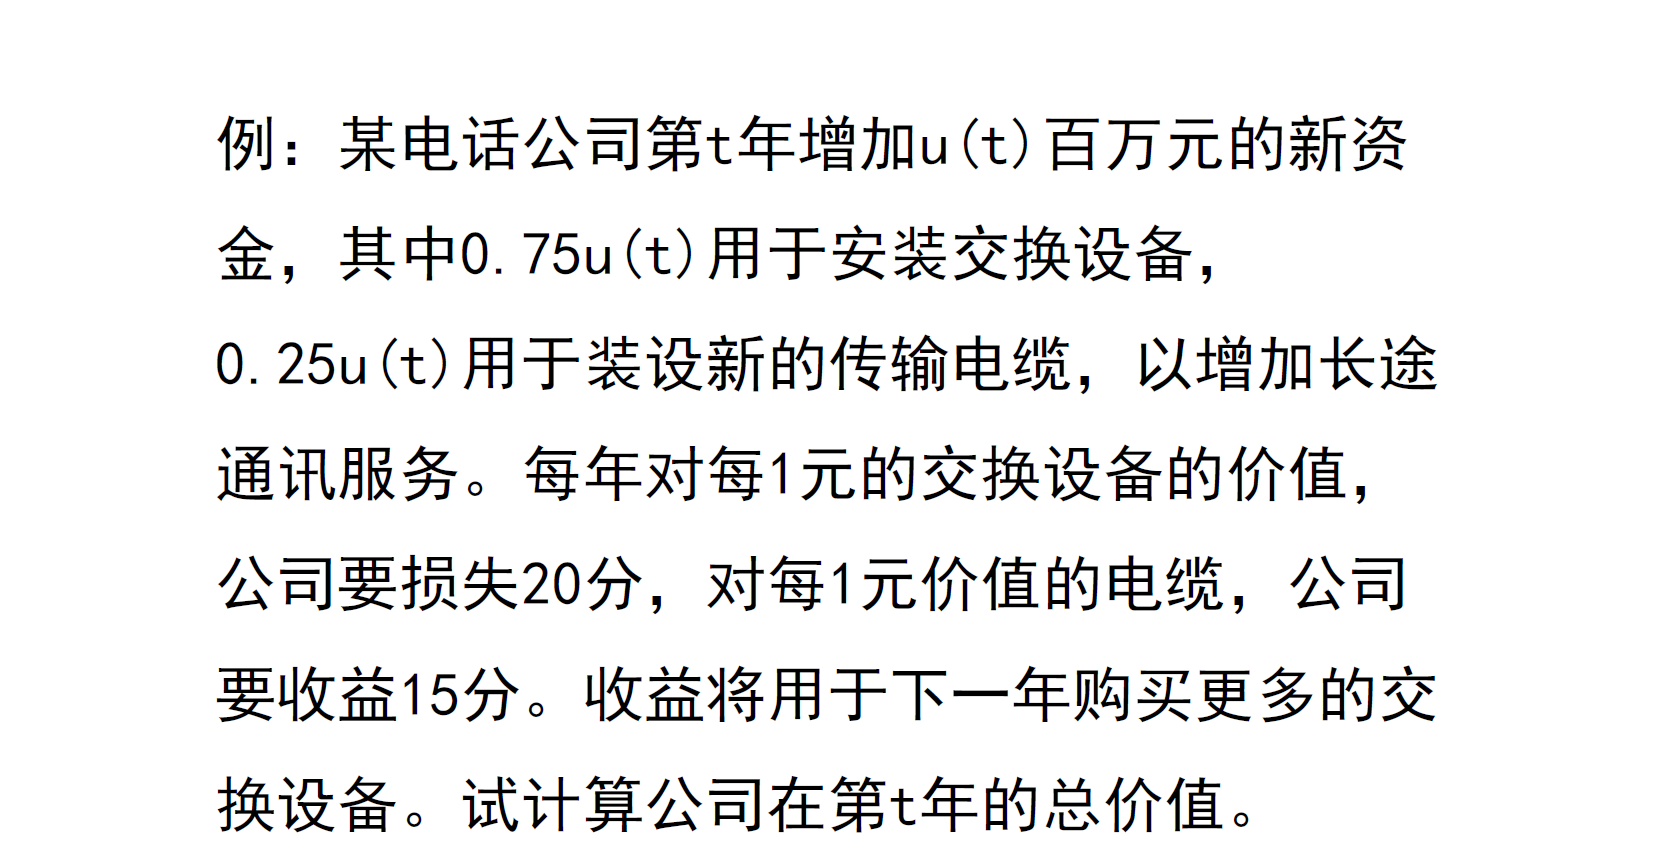 例：某电话公司第t年增加u(t)百万元的新资
金，其中0.75u(t)用于安装交换设备，
0.25u(t)用于装设新的传输电缆，以增加长途
通讯服务。每年对每1元的交换设备的价值，
公司要损失20分，对每1元价值的电缆，公司
要收益15分。收益将用于下一年购买更多的交
换设备。试计算公司在第t年的总价值。